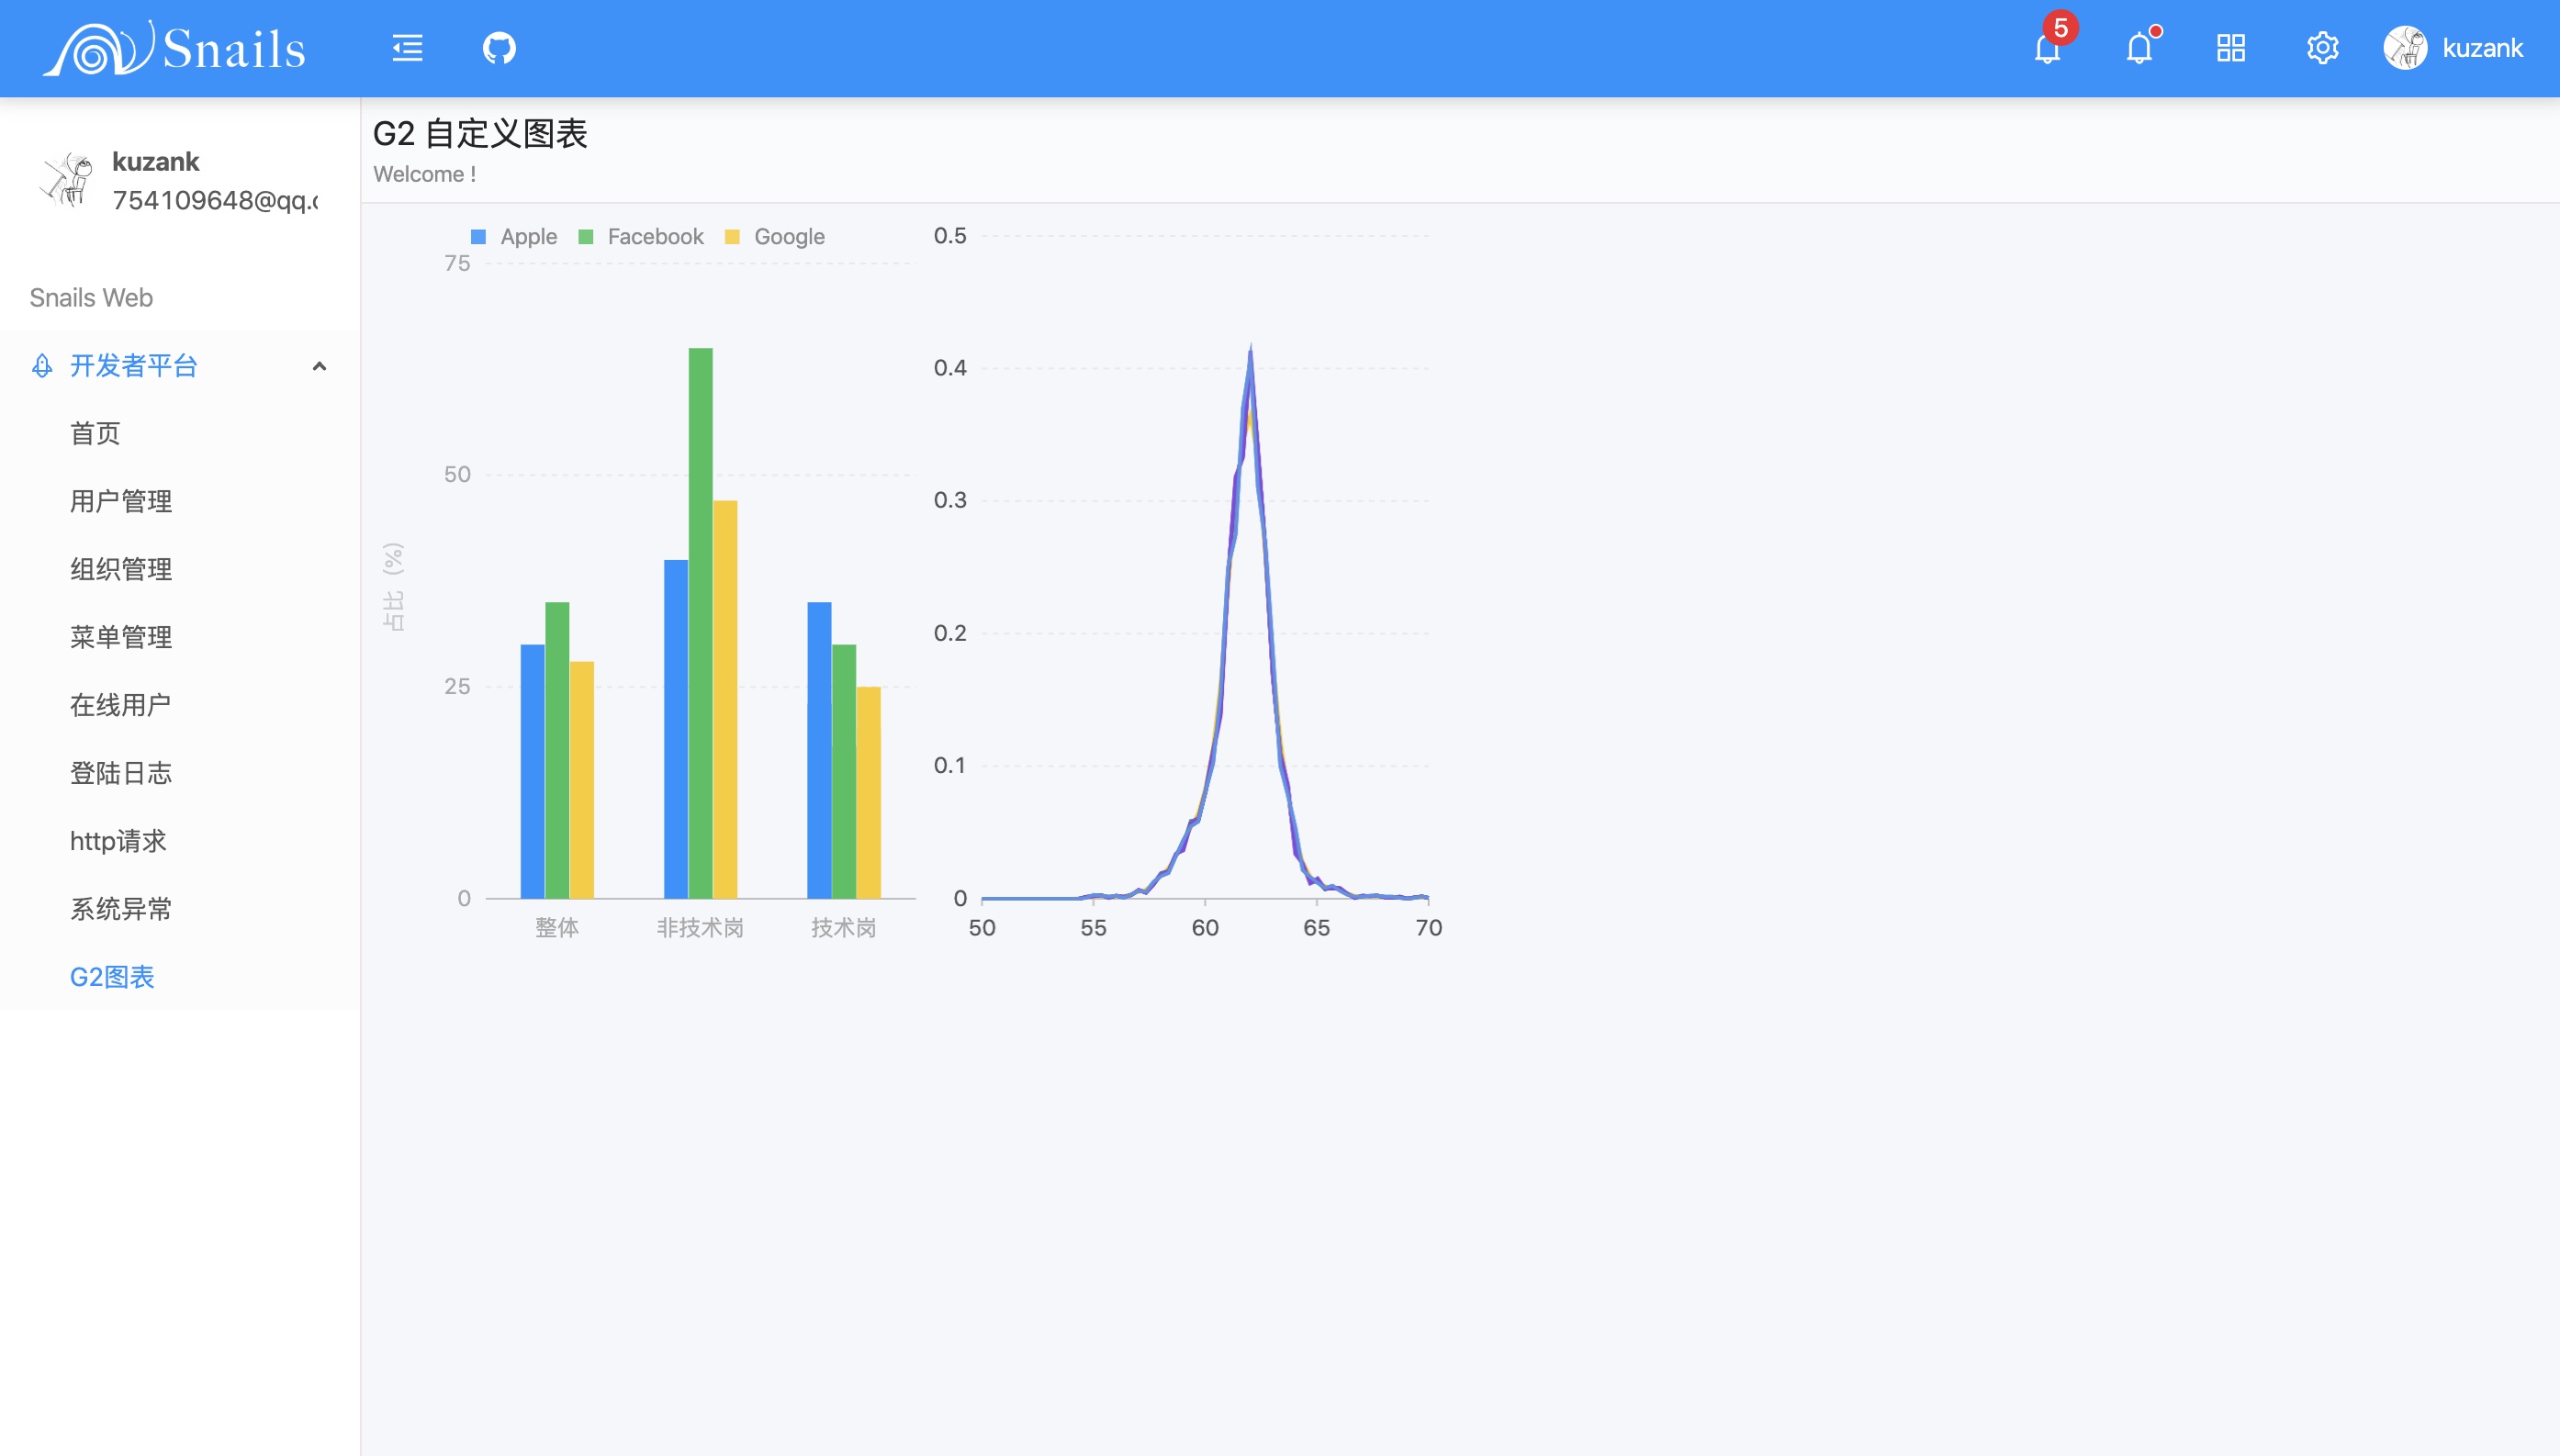 Snails
5
kuzank
kuzank
754109648@qq.c
Snails Web
开发者平台
首页
用户管理
组织管理
菜单管理
在线用户
登陆日志
http请求
系统异常
G2图表
G2 自定义图表
Welcome !
Apple Facebook Google
75
50
25
0
占比（%）
整体 非技术岗 技术岗
0.5
0.4
0.3
0.2
0.1
0
50 55 60 65 70